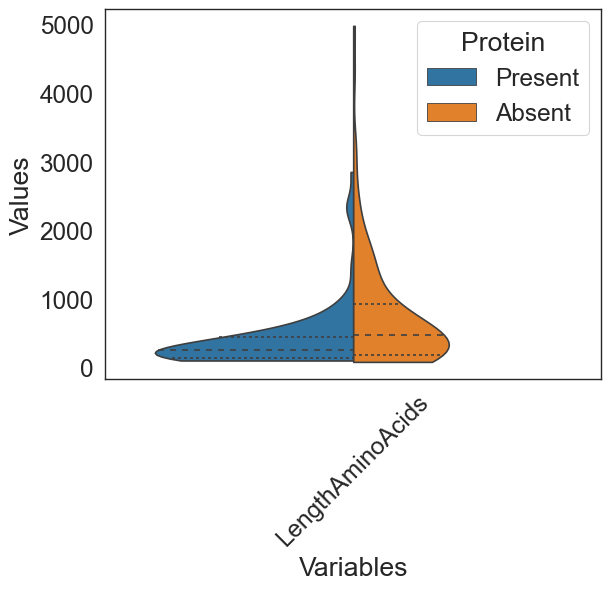 5000
4000
3000
2000
1000
0
Values
Protein
Present
Absent
LengthAminoAcids
Variables